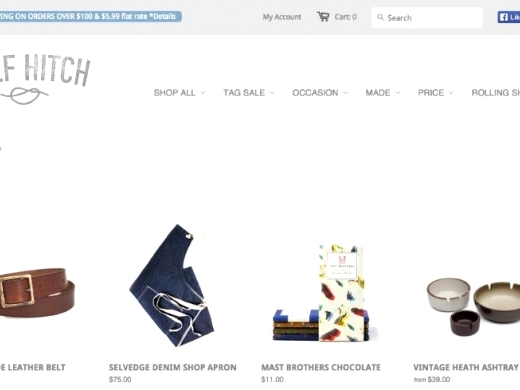 ING ON ORDERS OVER $100 & $5.99 flat rate *Details
My Account
Cart: 0
Search
Like
LF HITCH
SHOP ALL
TAG SALE
OCCASION
MADE
PRICE
ROLLING SH
E LEATHER BELT
SELVEDGE DENIM SHOP APRON
$75.00
MAST BROTHERS CHOCOLATE
$11.00
VINTAGE HEATH ASHTRAY
from $39.00